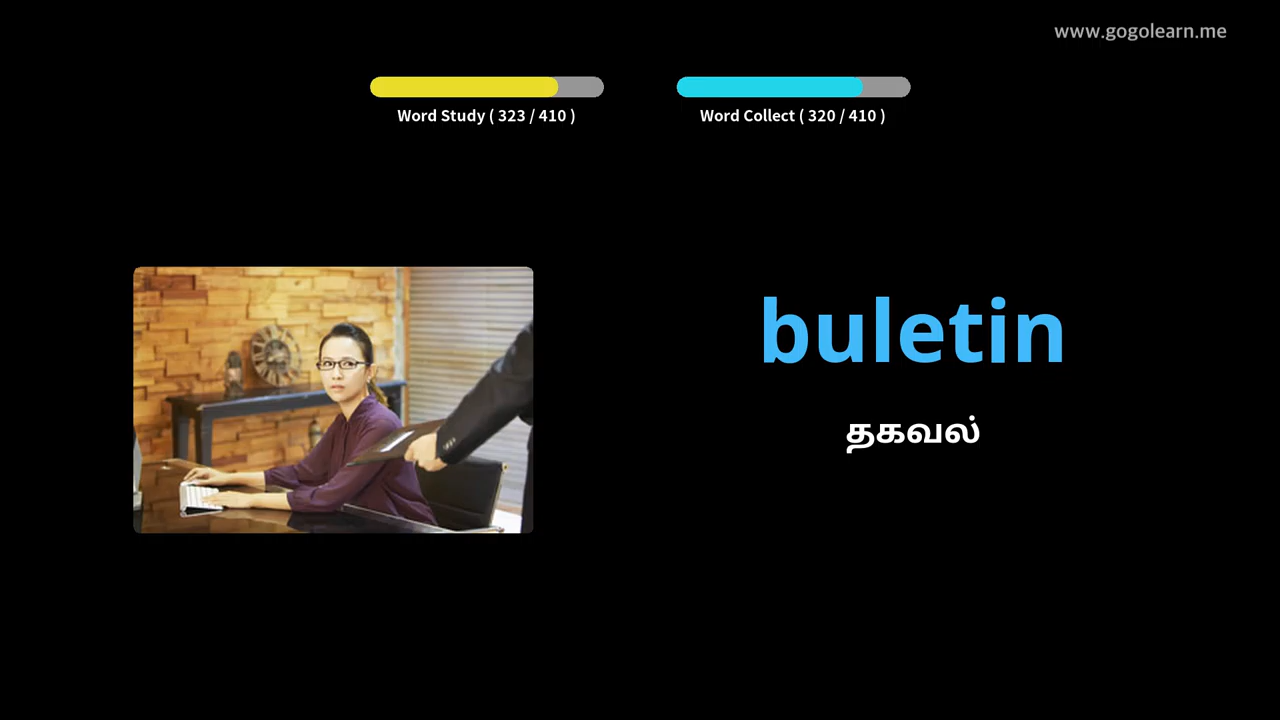 www.gogolearn.me
Word Study ( 323 / 410 )
Word Collect ( 320 / 410 )
buletin
தகவல்